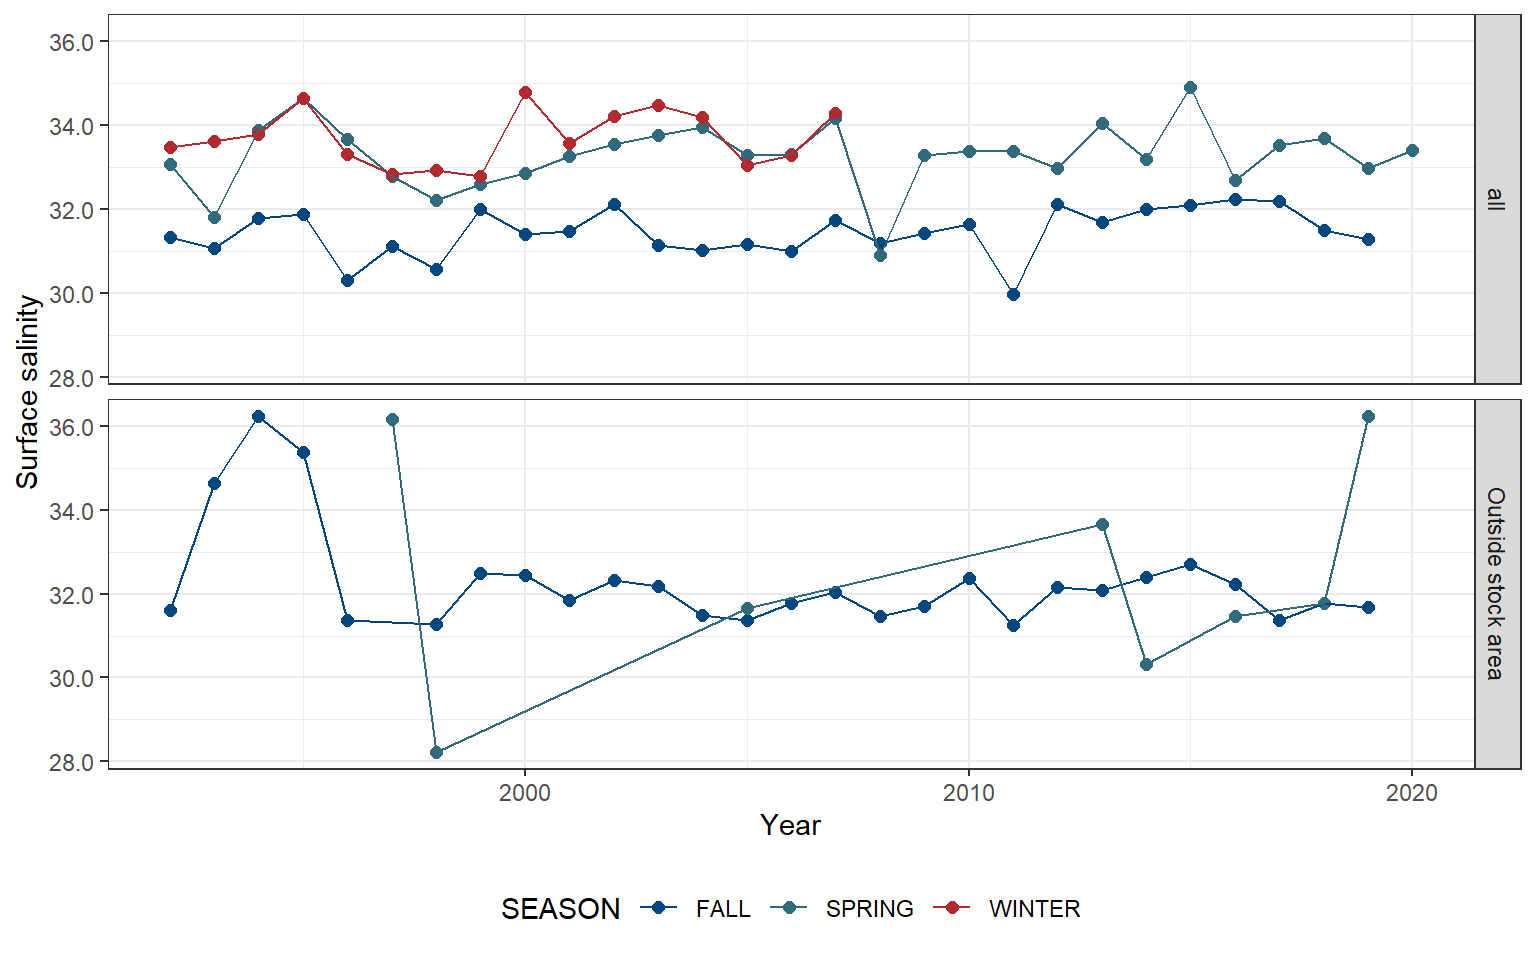 36.0
34.0
32.0
30.0
28.0
all
36.0
34.0
32.0
30.0
28.0
Outside stock area
Surface salinity
2000 2010 2020
Year
SEASON FALL SPRING WINTER